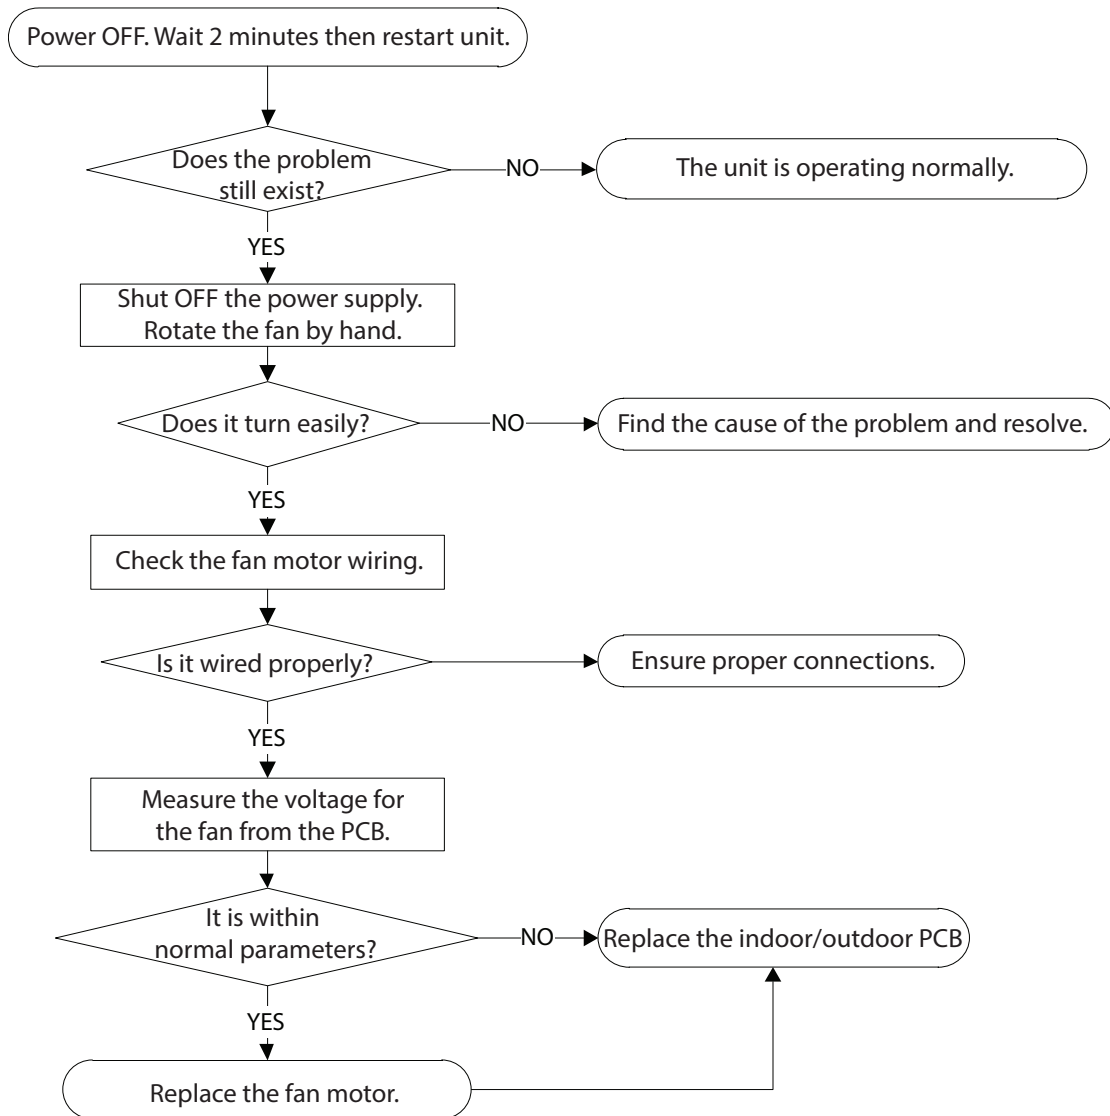 Power OFF. Wait 2 minutes then restart unit.
Does the problem
still exist?
NO
The unit is operating normally.
YES
Shut OFF the power supply.
Rotate the fan by hand.
Does it turn easily?
NO
Find the cause of the problem and resolve.
YES
Check the fan motor wiring.
Is it wired properly?
Ensure proper connections.
YES
Measure the voltage for
the fan from the PCB.
It is within
normal parameters?
NO
Replace the indoor/outdoor PCB
YES
Replace the fan motor.